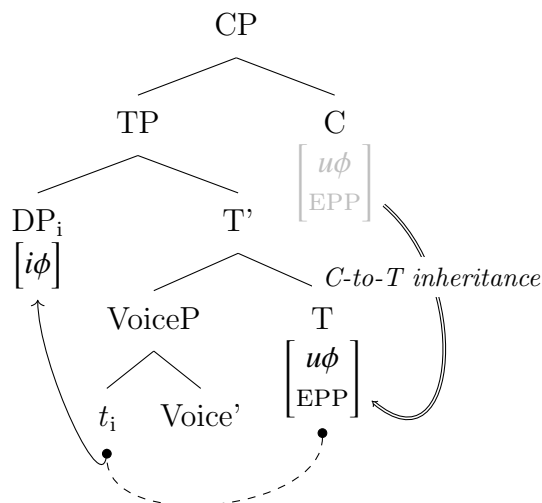 CP
TP C
[uϕ
EPP]
DPi T'
[iϕ]
C-to-T inheritance
VoiceP T
[uϕ
EPP]
ti Voice'